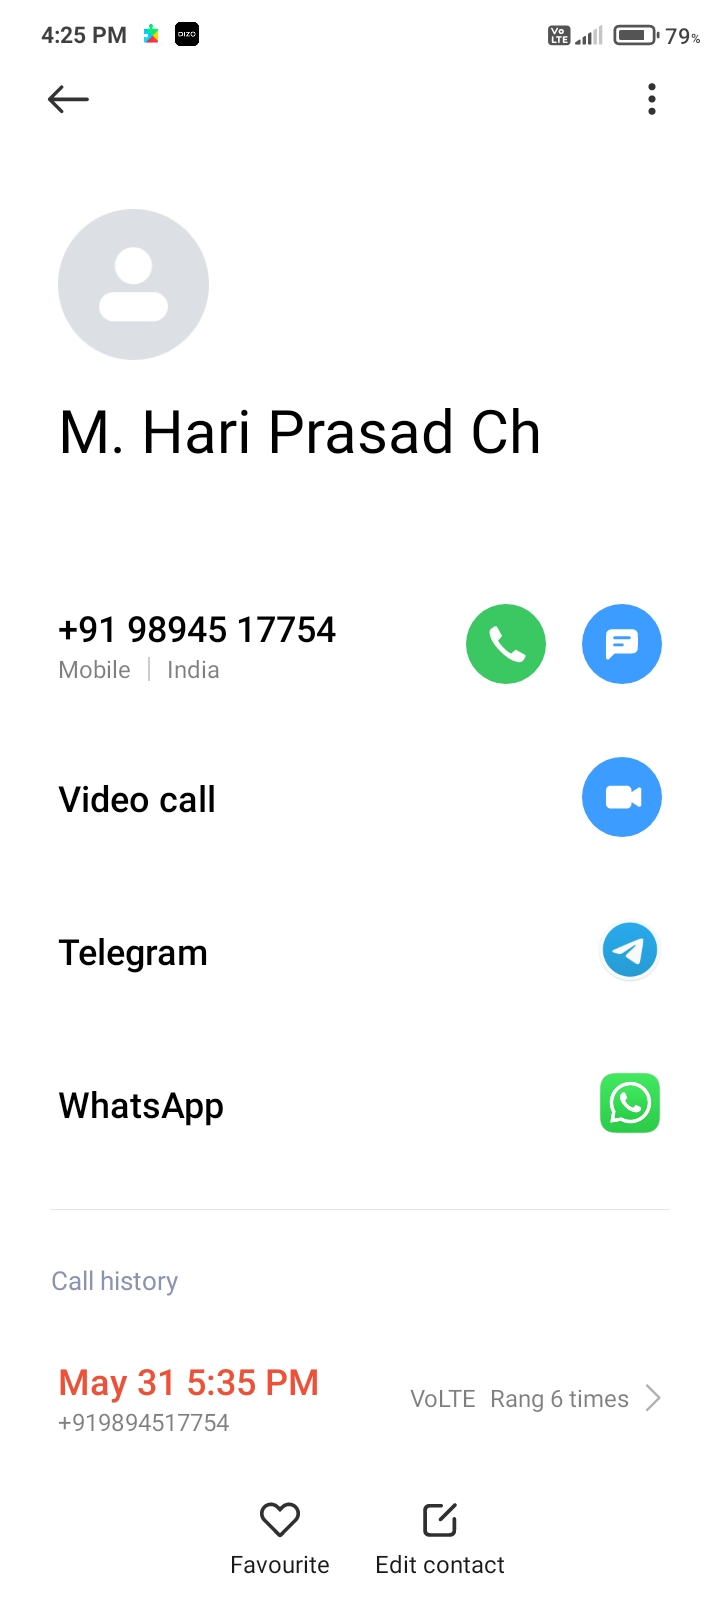 4:25 PM DIZO Vo LTE 79%
M. Hari Prasad Ch
+91 98945 17754
Mobile | India
Video call
Telegram
WhatsApp
Call history
May 31 5:35 PM
+919894517754
VoLTE Rang 6 times
Favourite Edit contact